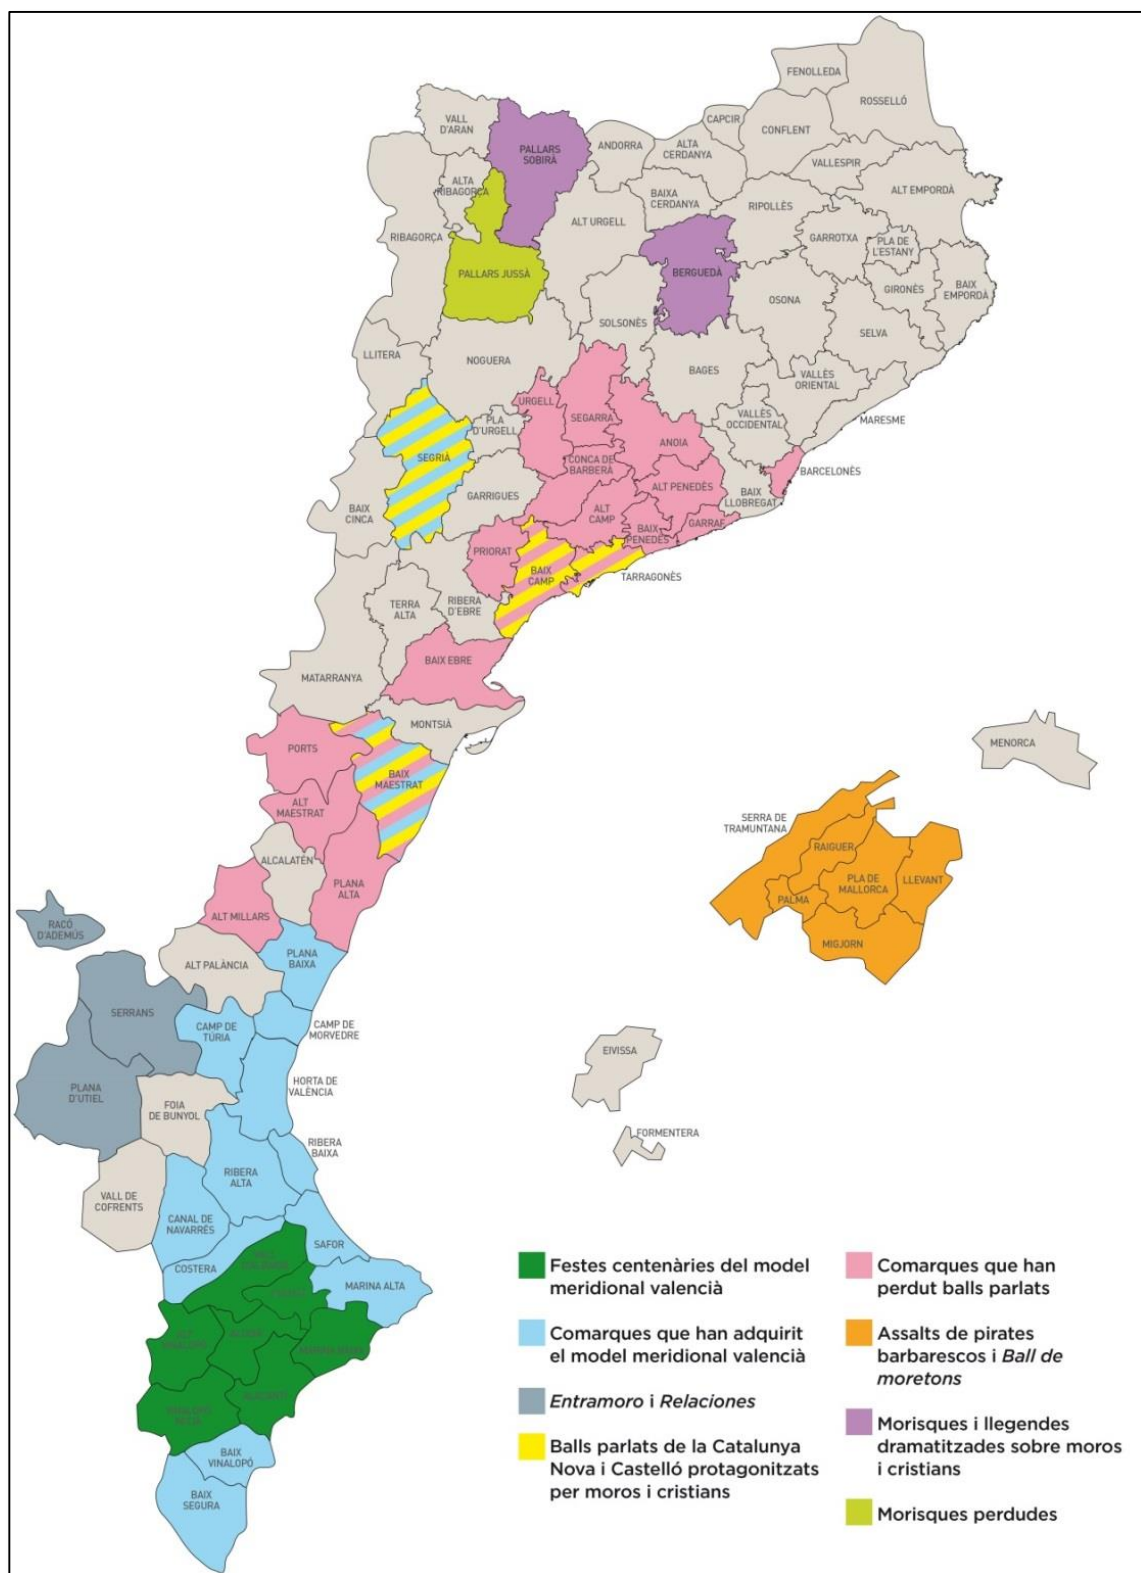 FENOLLEDA
ROSSELLÓ
VALL
D'ARAN
CAPCIR
CONFLENT
PALLARS
SOBIRÀ
ANDORRA
ALTA
CERDANYA
VALLESPIR
ALTA
RIBAGORÇA
BAIXA
CERDANYA
ALT EMPORDÀ
RIPOLLÈS
ALT URGELL
RIBAGORÇA
GARROTXA
PLA DE
L'ESTANY
PALLARS JUSSÀ
BERGUEDÀ
GIRONÈS
BAIX
EMPORDÀ
OSONA
SOLSONÈS
SELVA
LLITERA
NOGUERA
BAGES
VALLÈS
ORIENTAL
URGELL
SEGARRA
PLA
D'URGELL
VALLÈS
OCCIDENTAL
MARESME
ANOIA
SEGRIÀ
CONCA DE
BARBERÀ
BARCELONÈS
ALT PENEDÈS
GARRIGUES
BAIX
LLOBREGAT
BAIX
CINCA
ALT
CAMP
GARRAF
BAIX
PENEDÈS
PRIORAT
BAIX
CAMP
TARRAGONÈS
TERRA
ALTA
RIBERA
D'EBRE
BAIX EBRE
MATARRANYA
MONTSIÀ
PORTS
MENORCA
BAIX
MAESTRAT
ALT
MAESTRAT
SERRA DE
TRAMUNTANA
RAIGUER
ALCALATÉN
PLA DE
MALLORCA
LLEVANT
PLANA
ALTA
PALMA
ALT MILLARS
RACÓ
D'ADEMÚS
MIGJORN
PLANA
BAIXA
ALT PALÀNCIA
SERRANS
CAMP DE
TÚRIA
CAMP DE
MORVEDRE
EIVISSA
HORTA DE
VALÈNCIA
PLANA
D'UTIEL
FOIA
DE BUNYOL
FORMENTERA
RIBERA
BAIXA
RIBERA
ALTA
VALL DE
COFRENTS
CANAL DE
NAVARRÉS
SAFOR
COSTERA
MARINA ALTA
BAIX
VINALOPÓ
BAIX
SEGURA
Festes centenàries del model
meridional valencià
Comarques que han adquirit
el model meridional valencià
Entramoro i Relaciones
Balls parlats de la Catalunya
Nova i Castelló protagonitzats
per moros i cristians
Comarques que han
perdut balls parlats
Assalts de pirates
barbarescos i Ball de
moretons
Morisques i llegendes
dramatitzades sobre moros
i cristians
Morisques perdudes